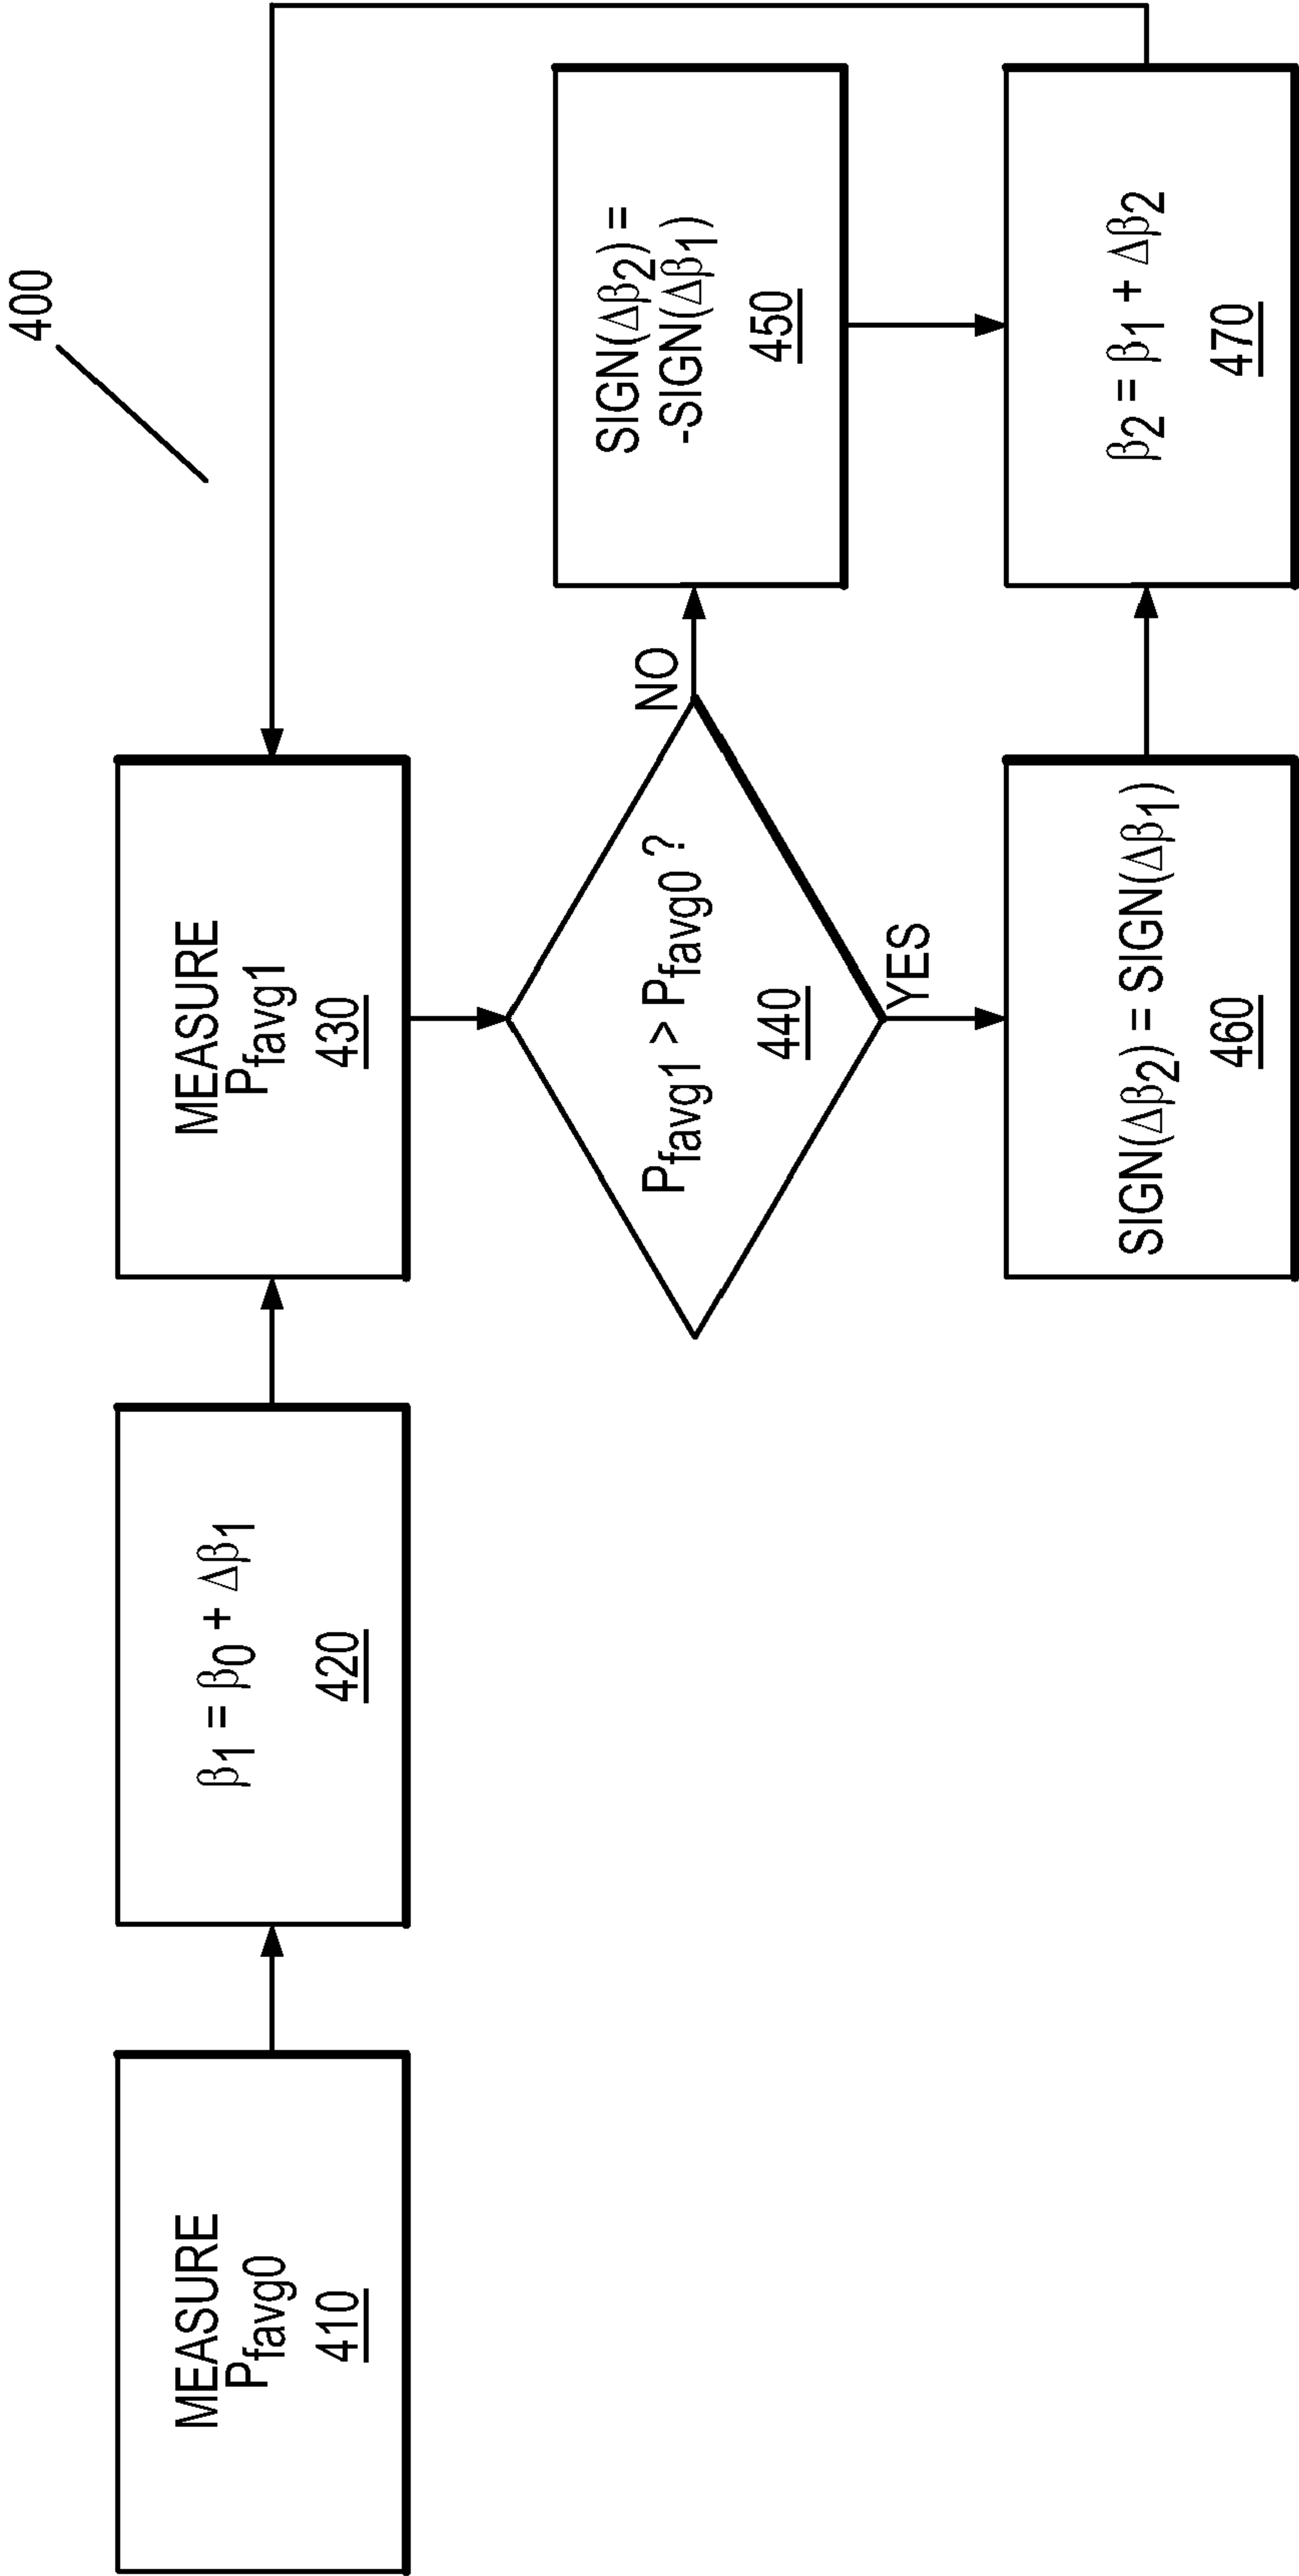 400
MEASURE
Pfavg0
410
β1 = β0 + Δβ1
420
MEASURE
Pfavg1
430
Pfavg1 > Pfavg0 ?
440
NO
YES
SIGN(Δβ2) =
-SIGN(Δβ1)
450
SIGN(Δβ2) = SIGN(Δβ1)
460
β2 = β1 + Δβ2
470